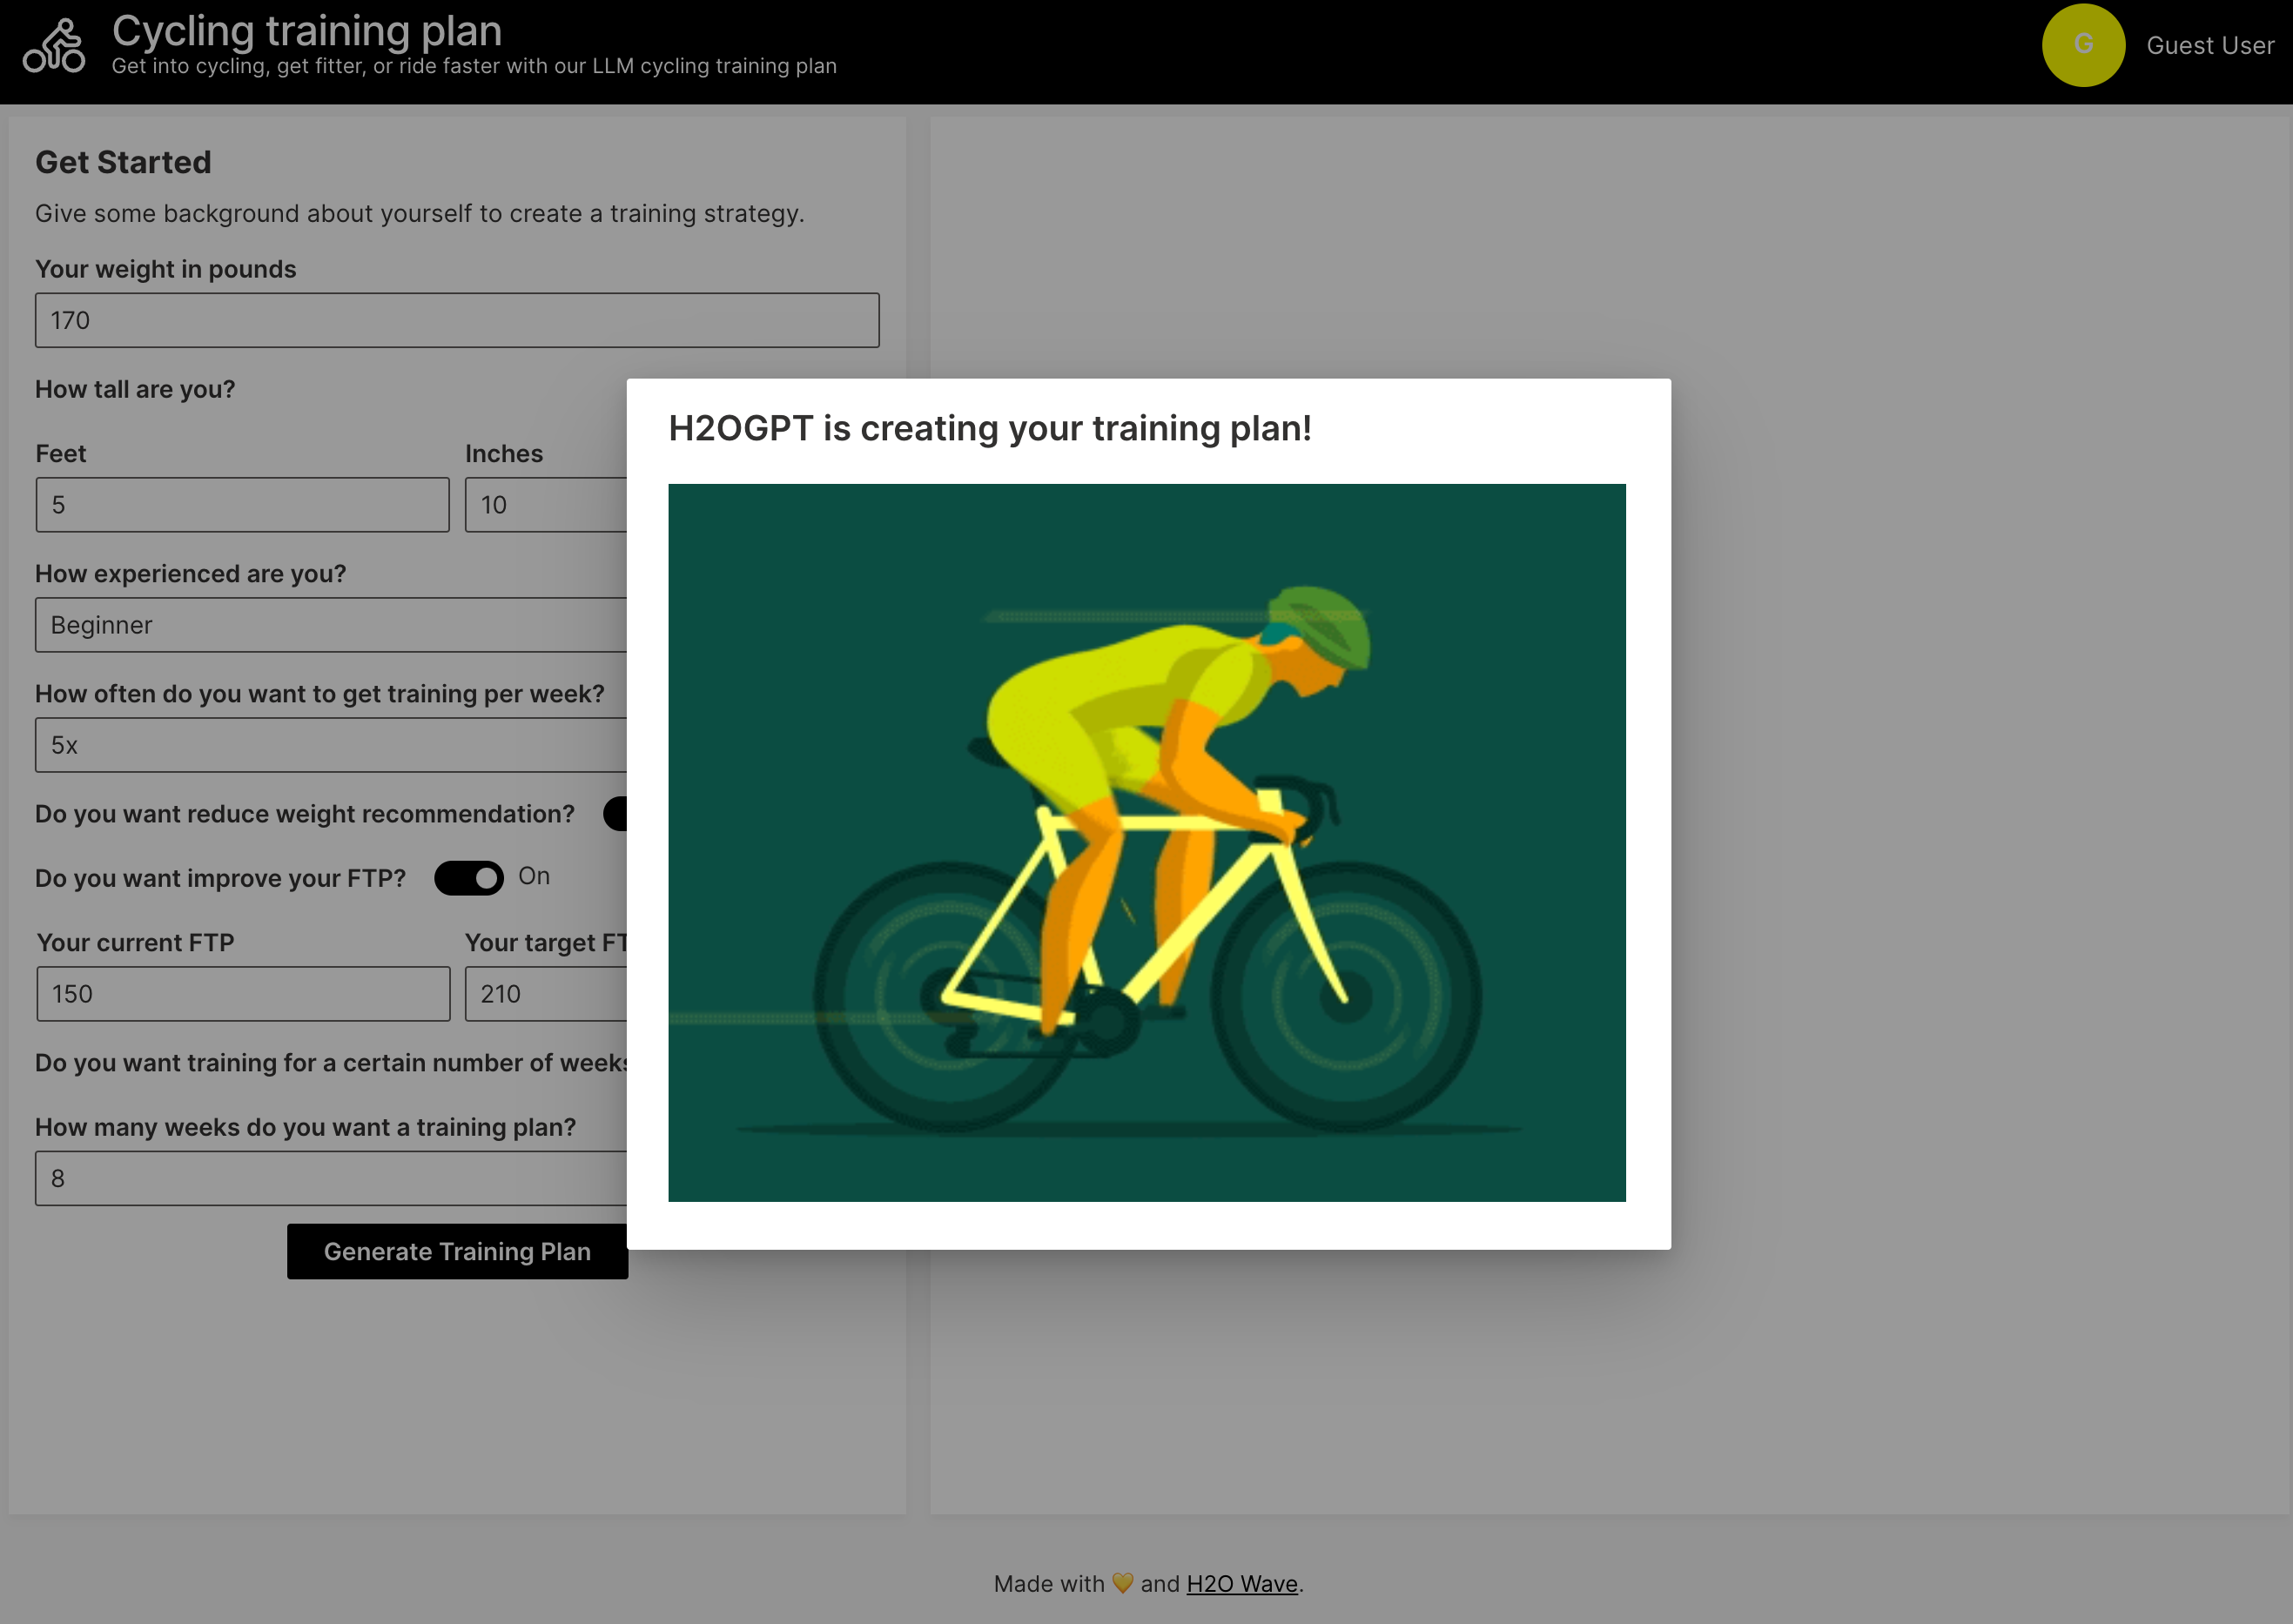 Cycling training plan
Get into cycling, get fitter, or ride faster with our LLM cycling training plan
G
Guest User
Get Started
Give some background about yourself to create a training strategy.
Your weight in pounds
170
How tall are you?
Feet
Inches
5
10
How experienced are you?
Beginner
How often do you want to get training per week?
5x
Do you want reduce weight recommendation?
Do you want improve your FTP?
On
Your current FTP
Your target FT
150
210
Do you want training for a certain number of weeks
How many weeks do you want a training plan?
8
Generate Training Plan
H2OGPT is creating your training plan!
Made with 💛 and H2O Wave.